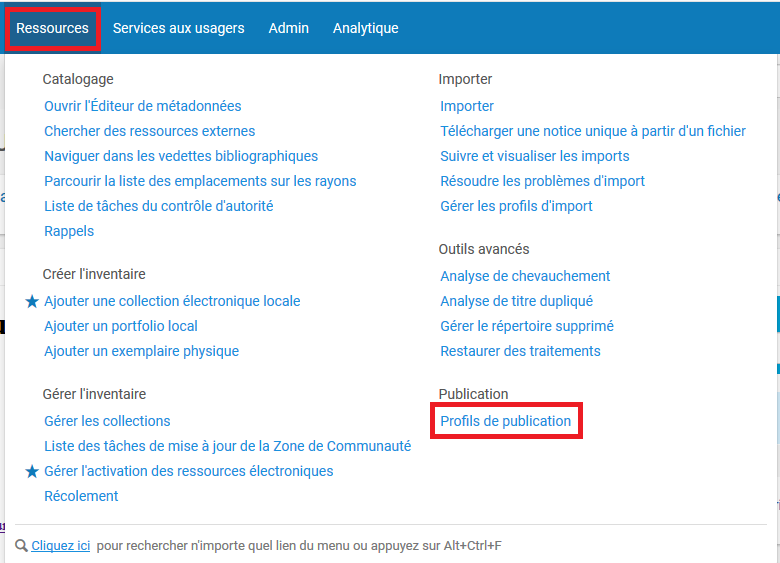 Ressources Services aux usagers Admin Analytique
Catalogage
Ouvrir l'Éditeur de métadonnées
Chercher des ressources externes
Naviguer dans les vedettes bibliographiques
Parcourir la liste des emplacements sur les rayons
Liste de tâches du contrôle d'autorité
Rappels
Créer l'inventaire
Ajouter une collection électronique locale
Ajouter un portfolio local
Ajouter un exemplaire physique
Gérer l'inventaire
Gérer les collections
Liste des tâches de mise à jour de la Zone de Communauté
Gérer l'activation des ressources électroniques
Récolement
Importer
Importer
Télécharger une notice unique à partir d'un fichier
Suivre et visualiser les imports
Résoudre les problèmes d'import
Gérer les profils d'import
Outils avancés
Analyse de chevauchement
Analyse de titre dupliqué
Gérer le répertoire supprimé
Restaurer des traitements
Publication
Profils de publication
Cliquez ici pour rechercher n'importe quel lien du menu ou appuyez sur Alt+Ctrl+F